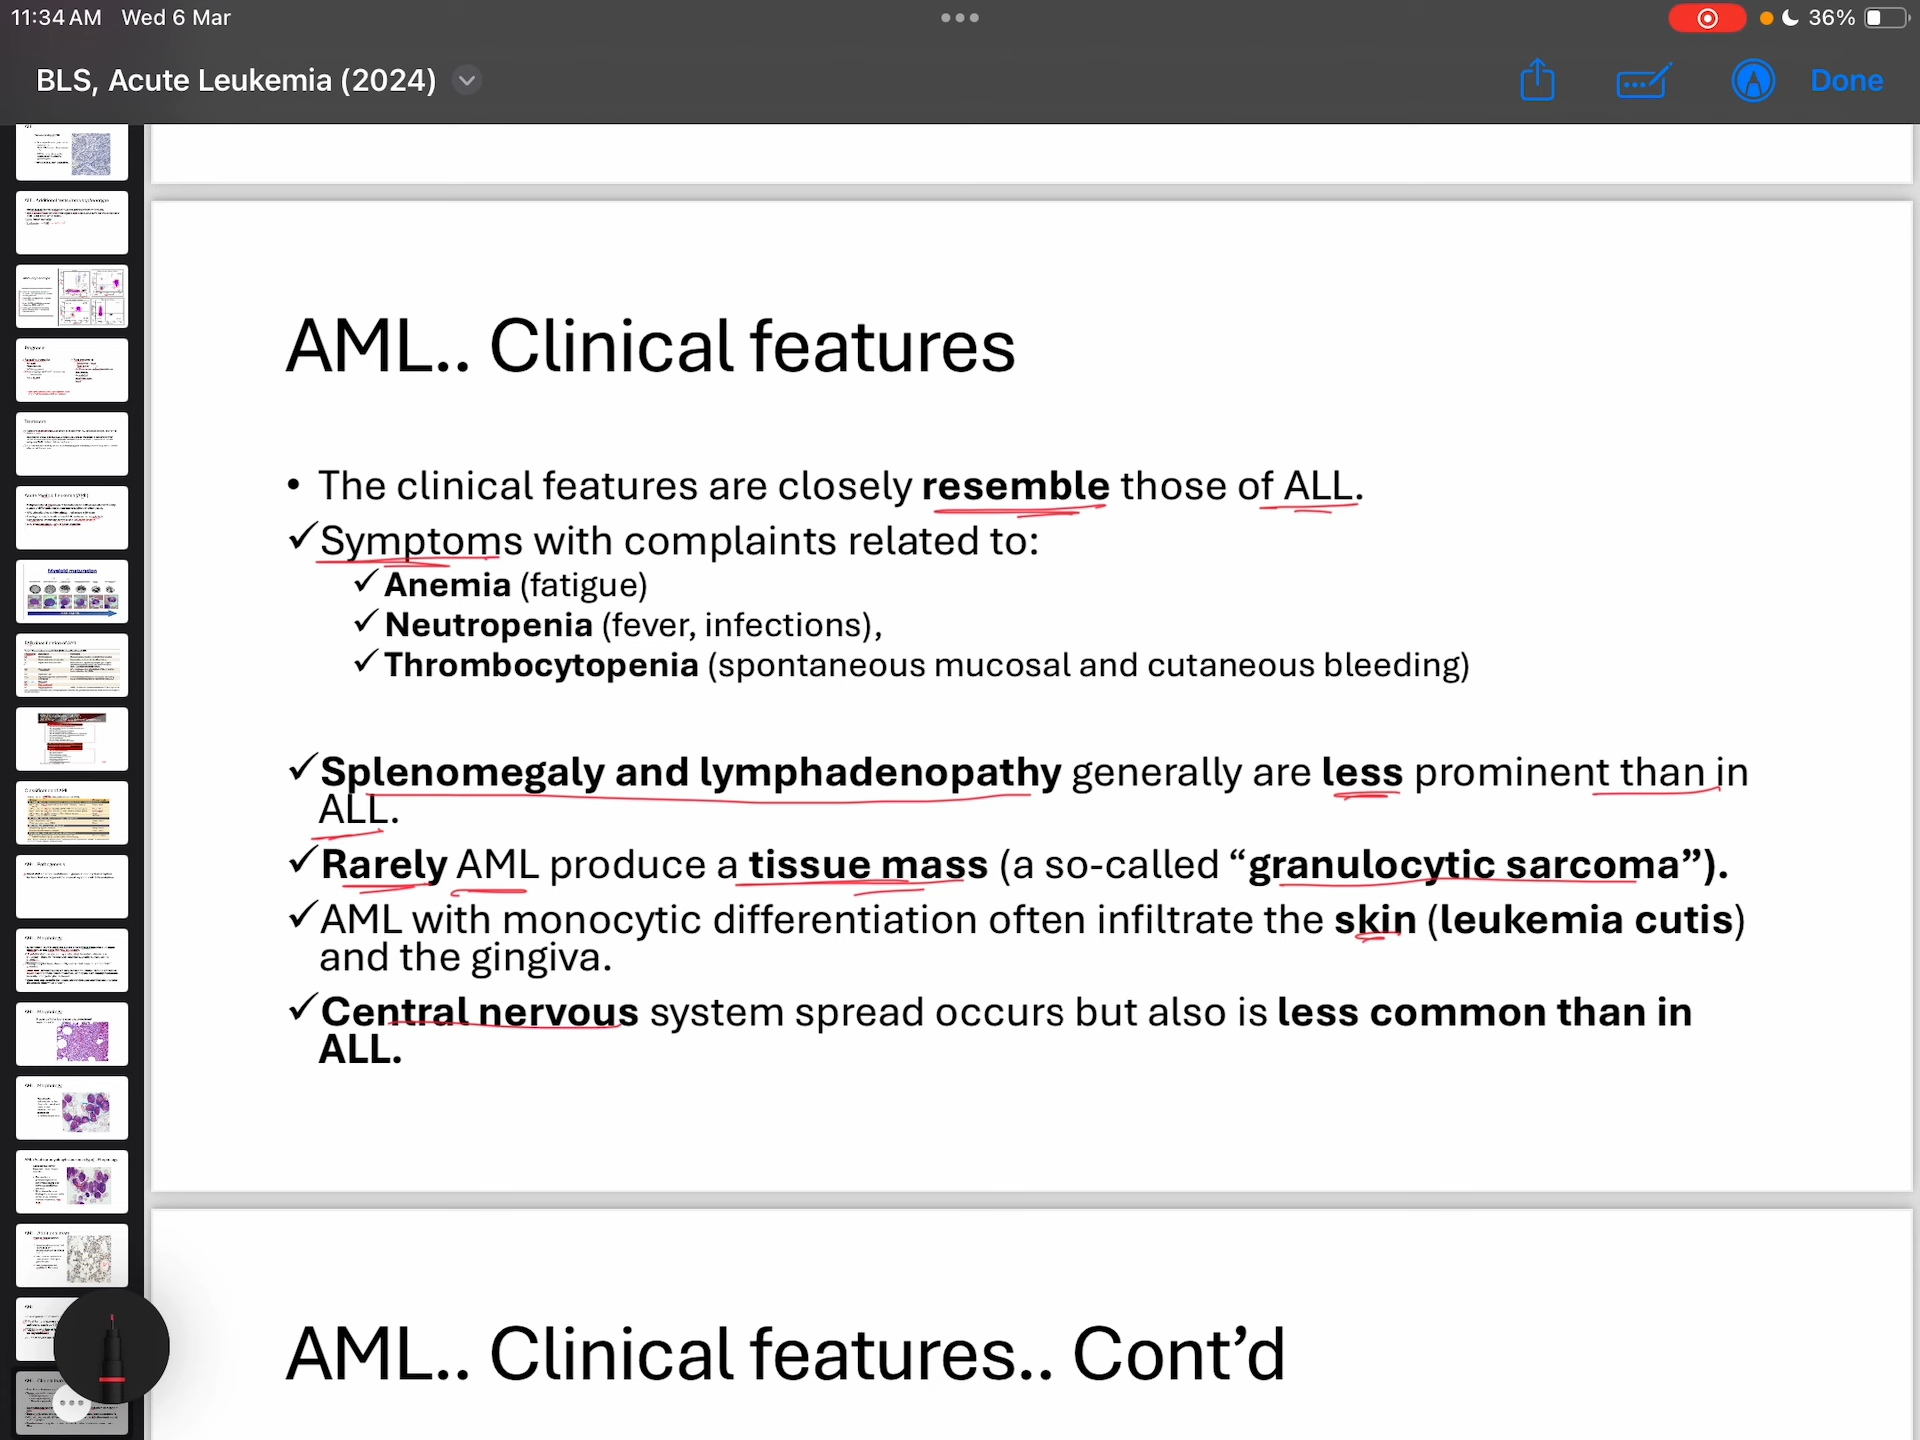 11:34 AM Wed 6 Mar
36%
BLS, Acute Leukemia (2024)
Done
Myeloid maturation
AML.. Clinical features
• The clinical features are closely resemble those of ALL.
✓Symptoms with complaints related to:
✓Anemia (fatigue)
✓Neutropenia (fever, infections),
✓Thrombocytopenia (spontaneous mucosal and cutaneous bleeding)
✓Splenomegaly and lymphadenopathy generally are less prominent than in
ALL.
✓Rarely AML produce a tissue mass (a so-called “granulocytic sarcoma”).
✓AML with monocytic differentiation often infiltrate the skin (leukemia cutis)
and the gingiva.
✓Central nervous system spread occurs but also is less common than in
ALL.
AML.. Clinical features.. Cont’d